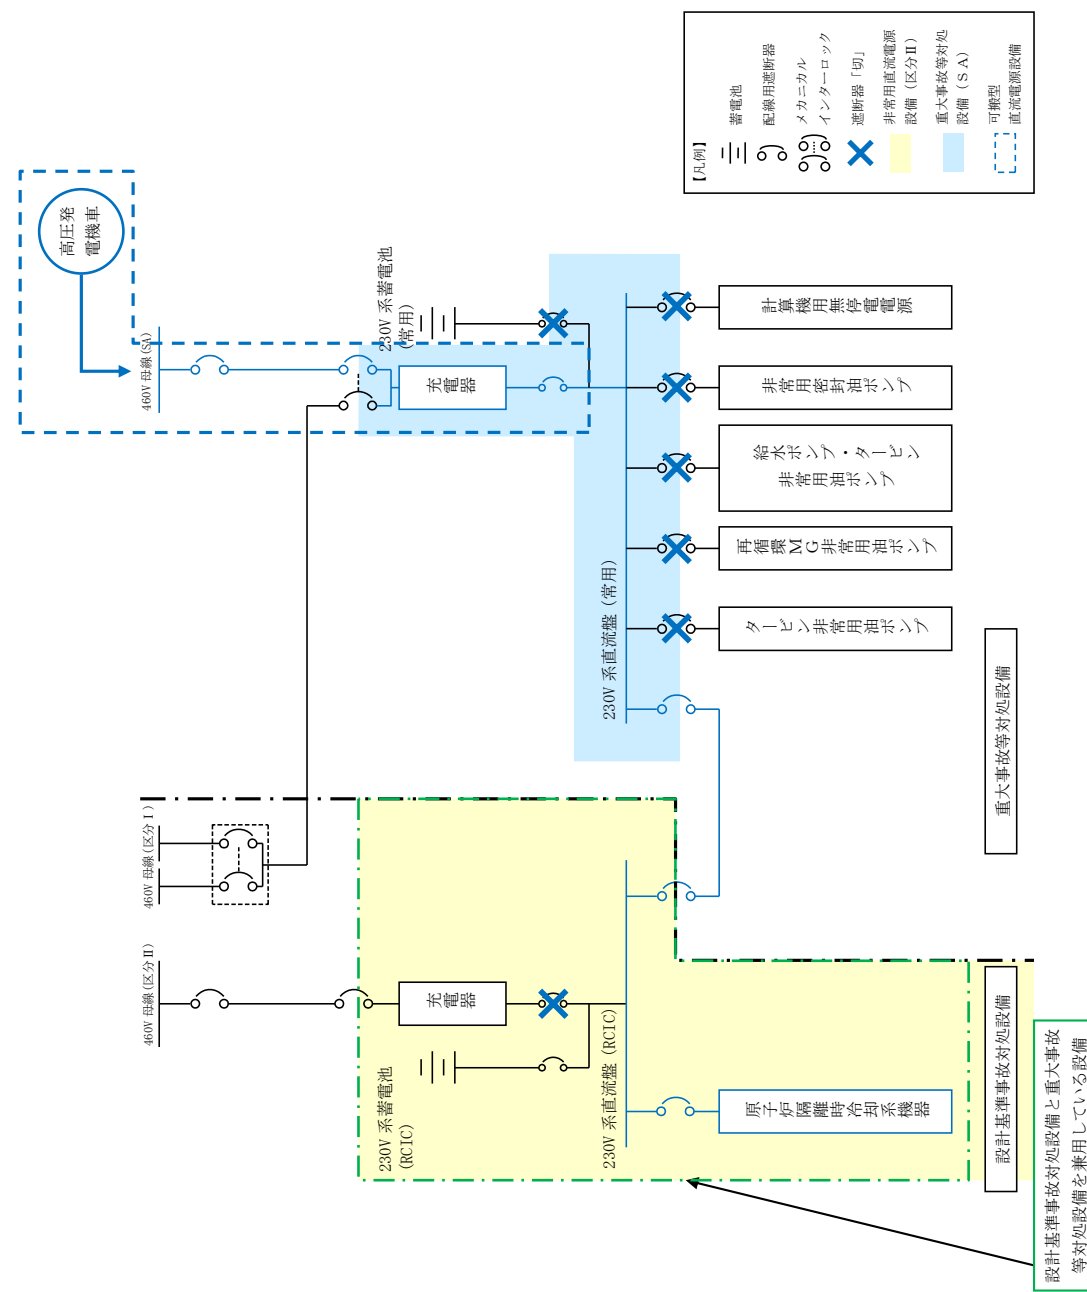 460V 母線(区分Ⅱ)
460V 母線(区分Ⅰ)
460V 母線(SA)
高圧発
電機車
230V 系蓄電池
(RCIC)
充電器
充電器
230V 系蓄電池
(常用)
230V 系直流盤 (RCIC)
230V 系直流盤 (常用)
原子炉隔離時冷却系機器
タービン非常用油ポンプ
再循環MG非常用油ポンプ
給水ポンプ・タービン
非常用油ポンプ
非常用密封油ポンプ
計算機用無停電電源
設計基準事故対処設備
重大事故等対処設備
設計基準事故対処設備と重大事故
等対処設備を兼用している設備
【凡例】
蓄電池
配線用遮断器
メカニカル
インターロック
遮断器「切」
非常用直流電源
設備(区分Ⅱ)
重大事故等対処
設備(SA)
可搬型
直流電源設備